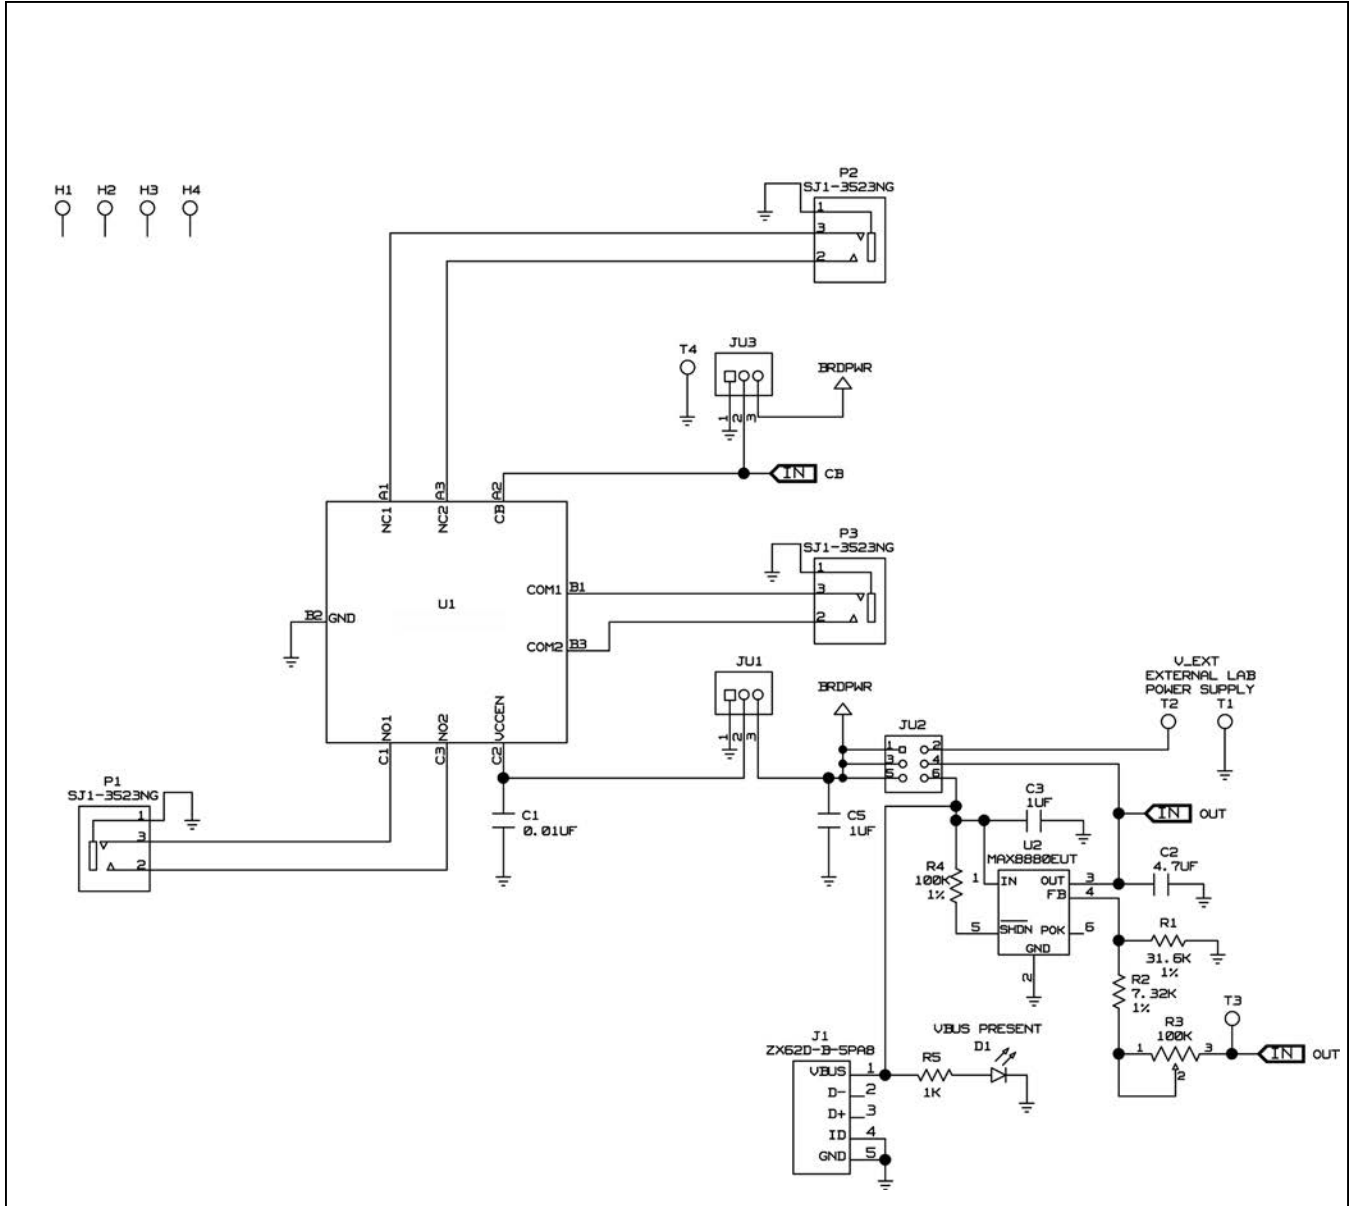 H1 H2 H3 H4
P2
SJ1-3523NG
1
3
2
T4
JU3
BRDPWR
1 2 3
IN CB
A1 A3 A2
NC1 NC2 CB
P3
SJ1-3523NG
1
3
2
COM1 B1
U1
B2 GND
COM2 B3
NO1 NO2 VCCEN
C1 C3 C2
JU1
1 2 3
BRDPWR
V_EXT
EXTERNAL LAB
POWER SUPPLY
T2 T1
JU2
1 2
3 4
5 6
P1
SJ1-3523NG
1
3
2
C1
0.01UF
C5
1UF
C3
1UF
IN OUT
U2
MAX8880EUT
C2
4.7UF
R4
100K
1%
1 IN OUT 3
FB 4
5 SHDN POK 6
GND
2
R1
31.6K
1%
R2
7.32K
1%
T3
R3
100K
1 3
2
IN OUT
J1
ZX62D-B-5PA8
VBUS 1
D- 2
D+ 3
ID 4
GND 5
R5
1K
VBUS PRESENT
D1